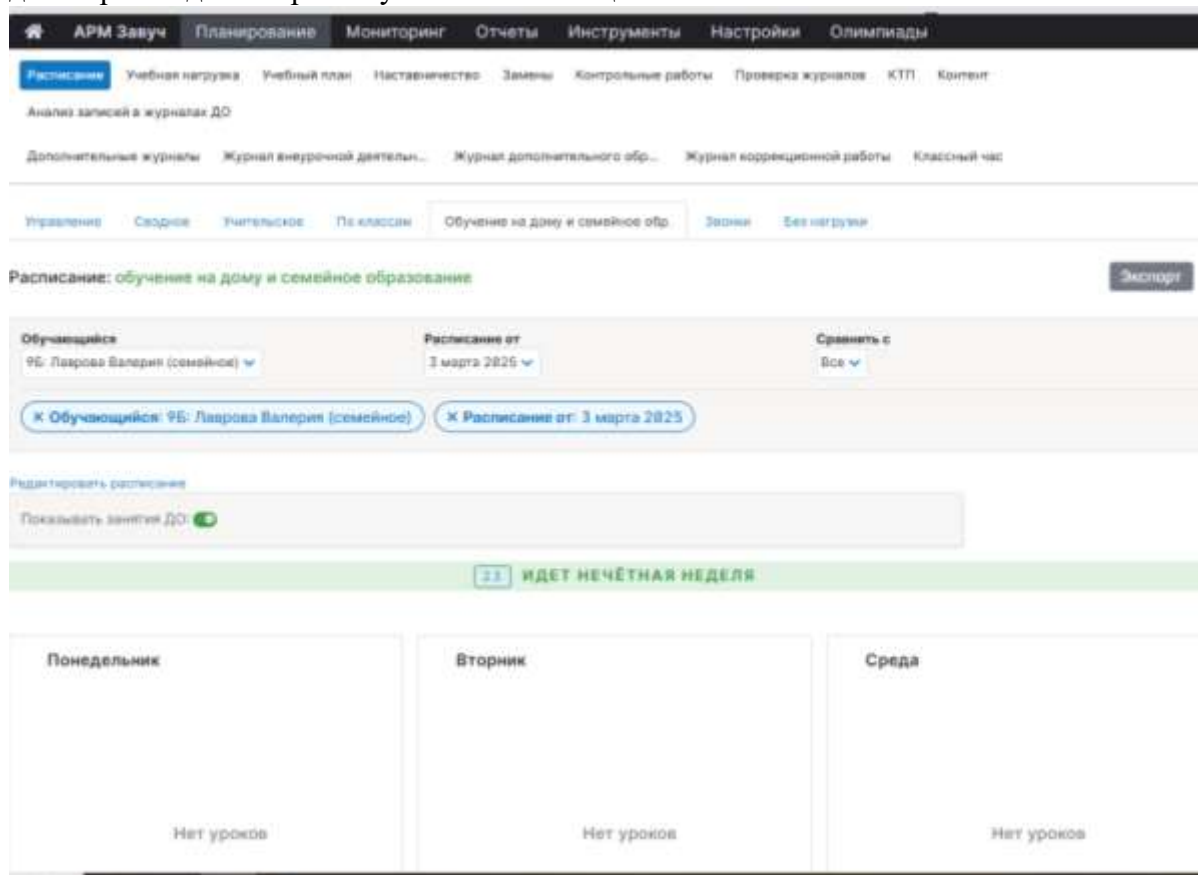 АРМ Завуч Планирование Мониторинг Отчеты Инструменты Настройки Олимпиады
Расписание Учебная нагрузка Учебный план Наставничество Замены Контрольные работы Проверка журналов КТП Контент
Анализ записей в журналах ДО
Дополнительные журналы Журнал внеурочной деятельн... Журнал дополнительного обр... Журнал коррекционной работы Классный час
Управление Сводное Учительское По классам Обучение на дому и семейное обр. Звонки Без нагрузки
Расписание: обучение на дому и семейное образование Экспорт
Обучающийся Расписание от Сравнить с
9Б: Лаврова Валерия (семейное) 3 марта 2025 Все
× Обучающийся: 9Б: Лаврова Валерия (семейное) × Расписание от: 3 марта 2025
Редактировать расписание
Показывать занятия ДО:
ИДЕТ НЕЧЁТНАЯ НЕДЕЛЯ
Понедельник Вторник Среда
Нет уроков Нет уроков Нет уроков